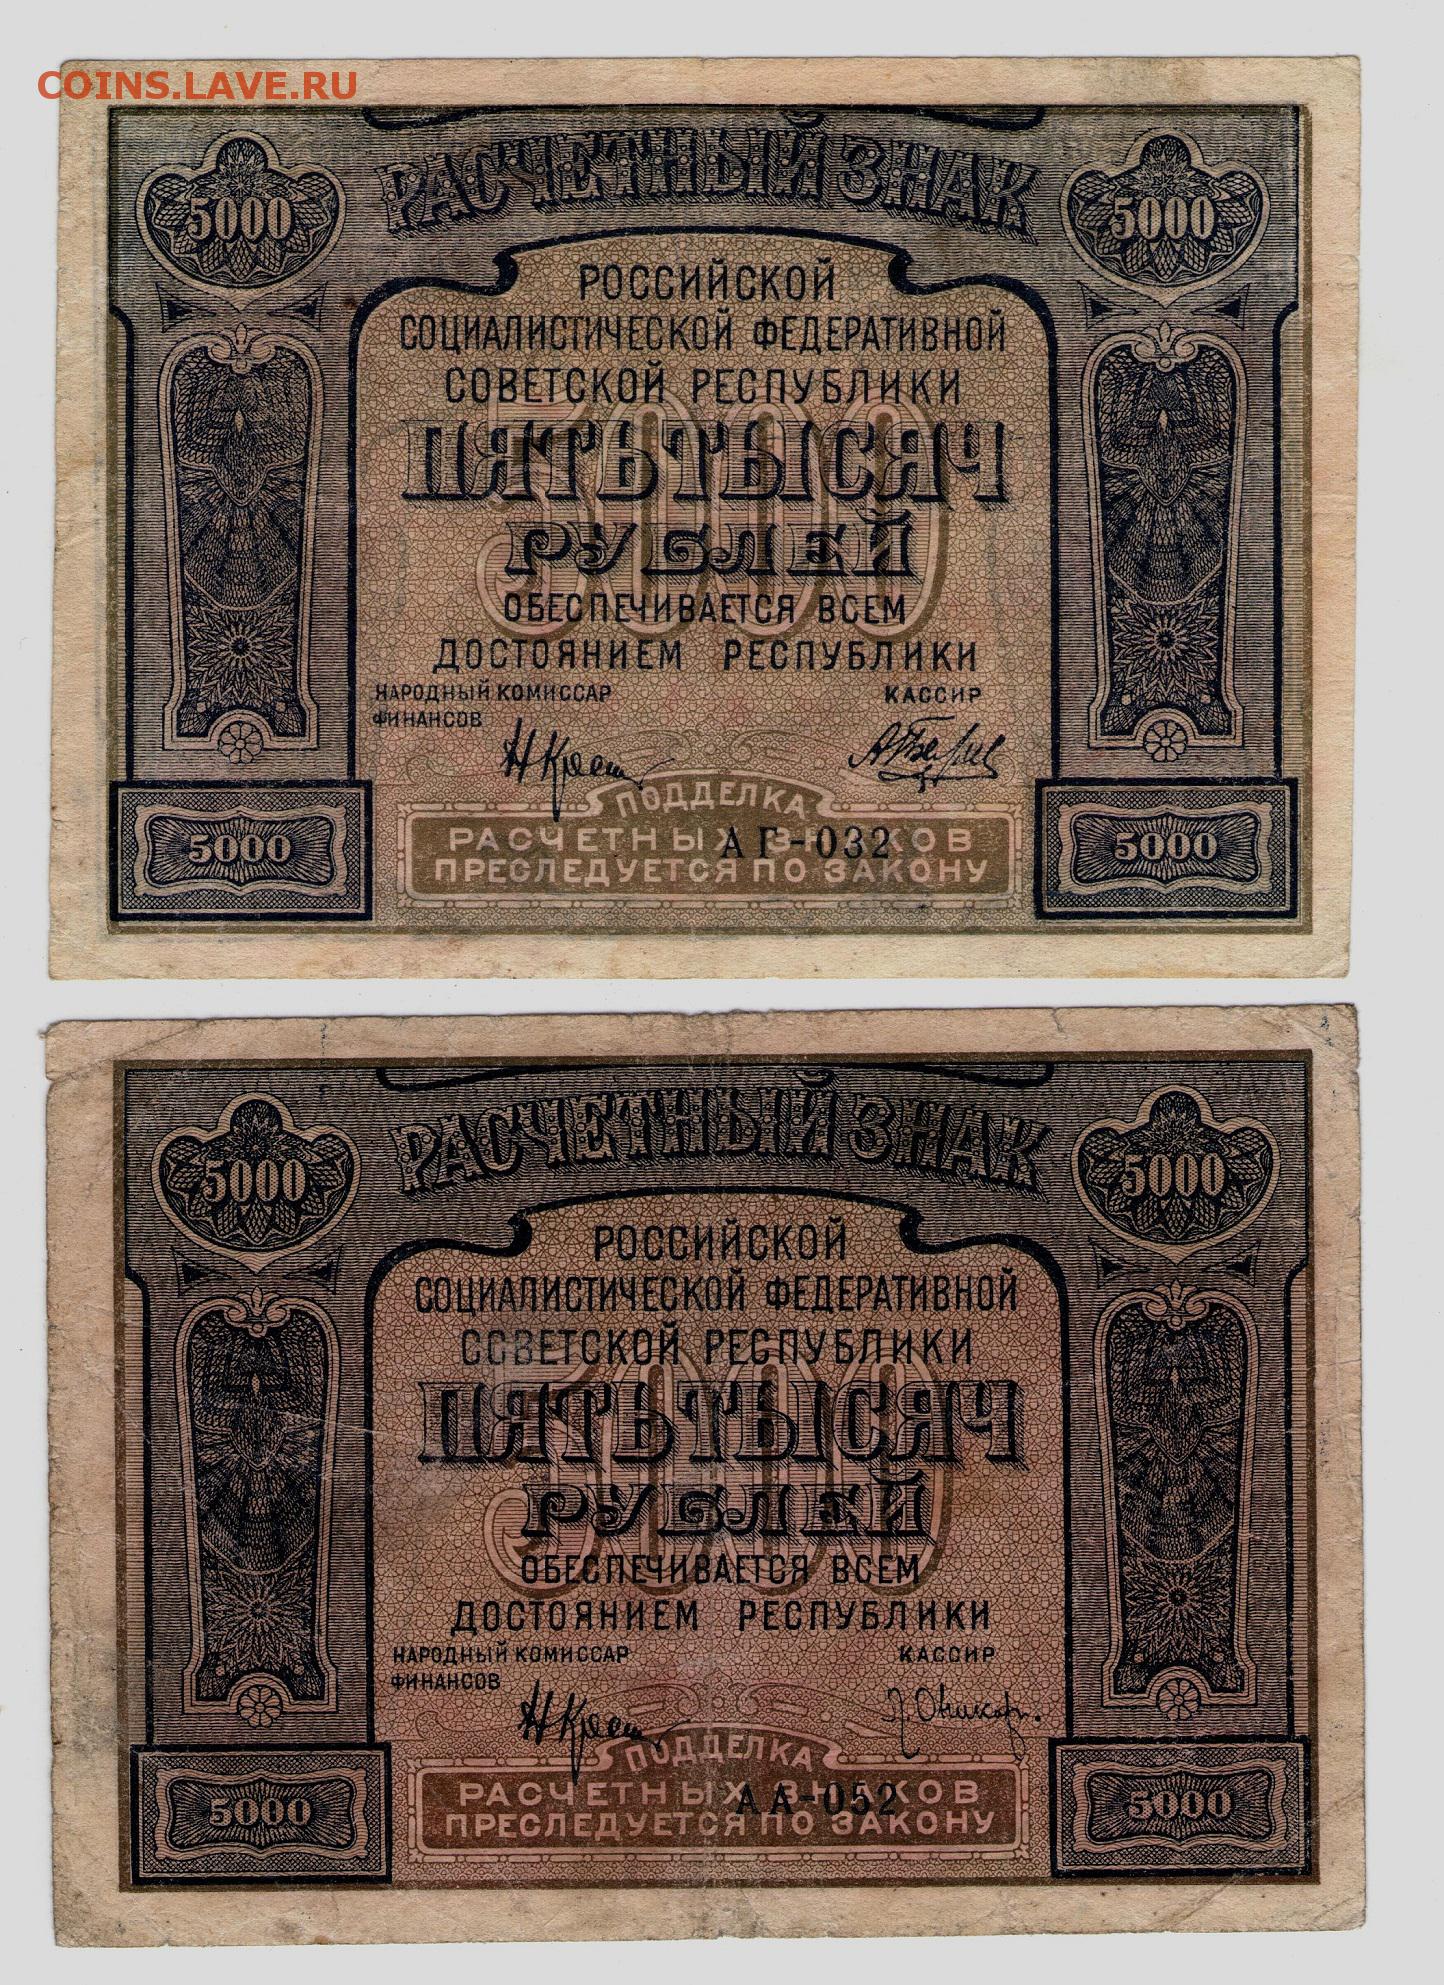 COINS.LAVE.RU
РАСЧЕТНЫЙ ЗНАК
5000 5000
РОССИЙСКОЙ
СОЦИАЛИСТИЧЕСКОЙ ФЕДЕРАТИВНОЙ
СОВЕТСКОЙ РЕСПУБЛИКИ
5000
ПЯТЬ ТЫСЯЧ
РУБЛЕЙ
ОБЕСПЕЧИВАЕТСЯ ВСЕМ
ДОСТОЯНИЕМ РЕСПУБЛИКИ
НАРОДНЫЙ КОМИССАР
ФИНАНСОВ
КАССИР
ПОДДЕЛКА
РАСЧЕТНЫХ ЗНАКОВ
АГ-032
ПРЕСЛЕДУЕТСЯ ПО ЗАКОНУ
5000 5000
РАСЧЕТНЫЙ ЗНАК
5000 5000
РОССИЙСКОЙ
СОЦИАЛИСТИЧЕСКОЙ ФЕДЕРАТИВНОЙ
СОВЕТСКОЙ РЕСПУБЛИКИ
5000
ПЯТЬ ТЫСЯЧ
РУБЛЕЙ
ОБЕСПЕЧИВАЕТСЯ ВСЕМ
ДОСТОЯНИЕМ РЕСПУБЛИКИ
НАРОДНЫЙ КОМИССАР
ФИНАНСОВ
КАССИР
ПОДДЕЛКА
РАСЧЕТНЫХ ЗНАКОВ
АА-052
ПРЕСЛЕДУЕТСЯ ПО ЗАКОНУ
5000 5000